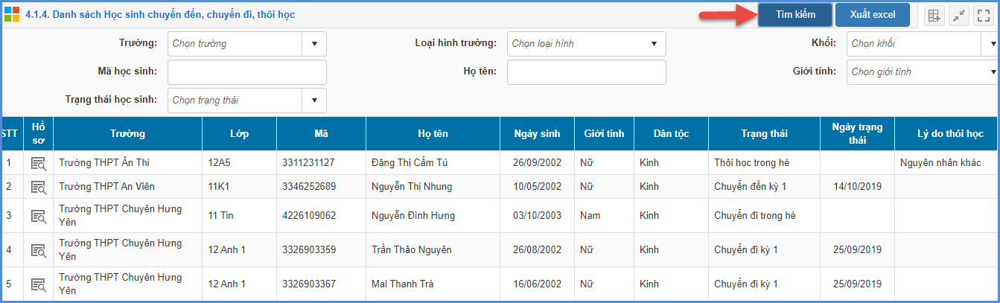 4.1.4. Danh sách Học sinh chuyển đến, chuyển đi, thôi học
Tìm kiếm
Xuất excel
Trường: Chọn trường
Loại hình trường: Chọn loại hình
Khối: Chọn khối
Mã học sinh:
Họ tên:
Giới tính: Chọn giới tính
Trạng thái học sinh: Chọn trạng thái
STT Hồ sơ Trường Lớp Mã Họ tên Ngày sinh Giới tính Dân tộc Trạng thái Ngày trạng thái Lý do thôi học
1 Trường THPT Ân Thi 12A5 3311231127 Đặng Thị Cẩm Tú 26/09/2002 Nữ Kinh Thôi học trong hè Nguyên nhân khác
2 Trường THPT An Viên 11K1 3346252689 Nguyễn Thị Nhung 10/05/2002 Nữ Kinh Chuyển đến kỳ 1 14/10/2019
3 Trường THPT Chuyên Hưng Yên 11 Tin 4226109062 Nguyễn Đình Hưng 03/10/2003 Nam Kinh Chuyển đi trong hè
4 Trường THPT Chuyên Hưng Yên 12 Anh 1 3326903359 Trần Thảo Nguyên 26/08/2002 Nữ Kinh Chuyển đi kỳ 1 25/09/2019
5 Trường THPT Chuyên Hưng Yên 12 Anh 1 3326903367 Mai Thanh Trà 16/06/2002 Nữ Kinh Chuyển đi kỳ 1 25/09/2019